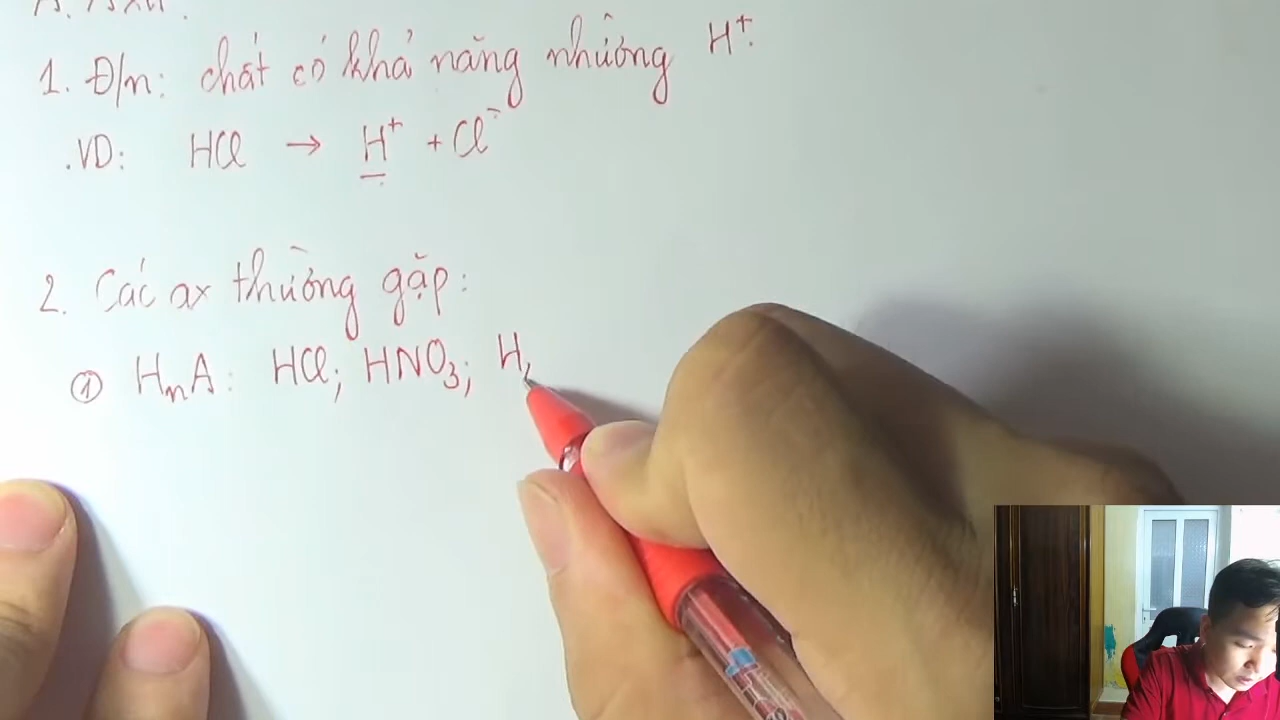 1. Đ/n: chất có khả năng nhường H⁺.
.VD: HCl → H⁺ + Cl⁻
2. Các ax thường gặp:
① HₙA: HCl; HNO₃; H